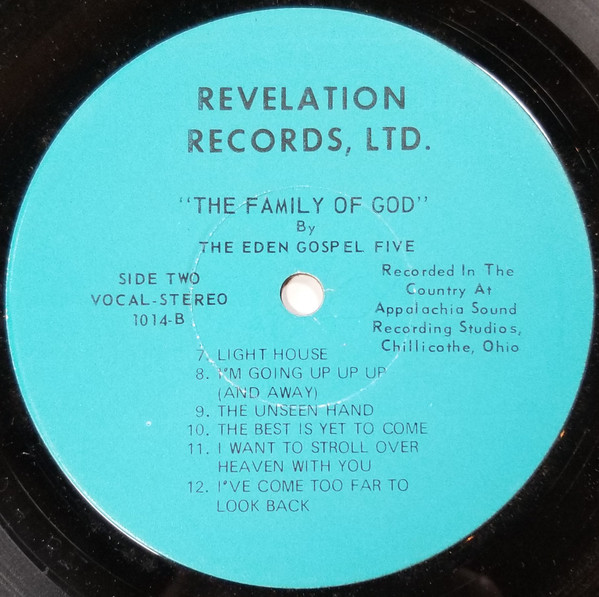 REVELATION
RECORDS, LTD.
"THE FAMILY OF GOD"
By
THE EDEN GOSPEL FIVE
SIDE TWO
VOCAL-STEREO
1014-B
Recorded In The
Country At
Appalachia Sound
Recording Studios,
Chillicothe, Ohio
7. LIGHT HOUSE
8. I'M GOING UP UP UP
(AND AWAY)
9. THE UNSEEN HAND
10. THE BEST IS YET TO COME
11. I WANT TO STROLL OVER
HEAVEN WITH YOU
12. I'VE COME TOO FAR TO
LOOK BACK